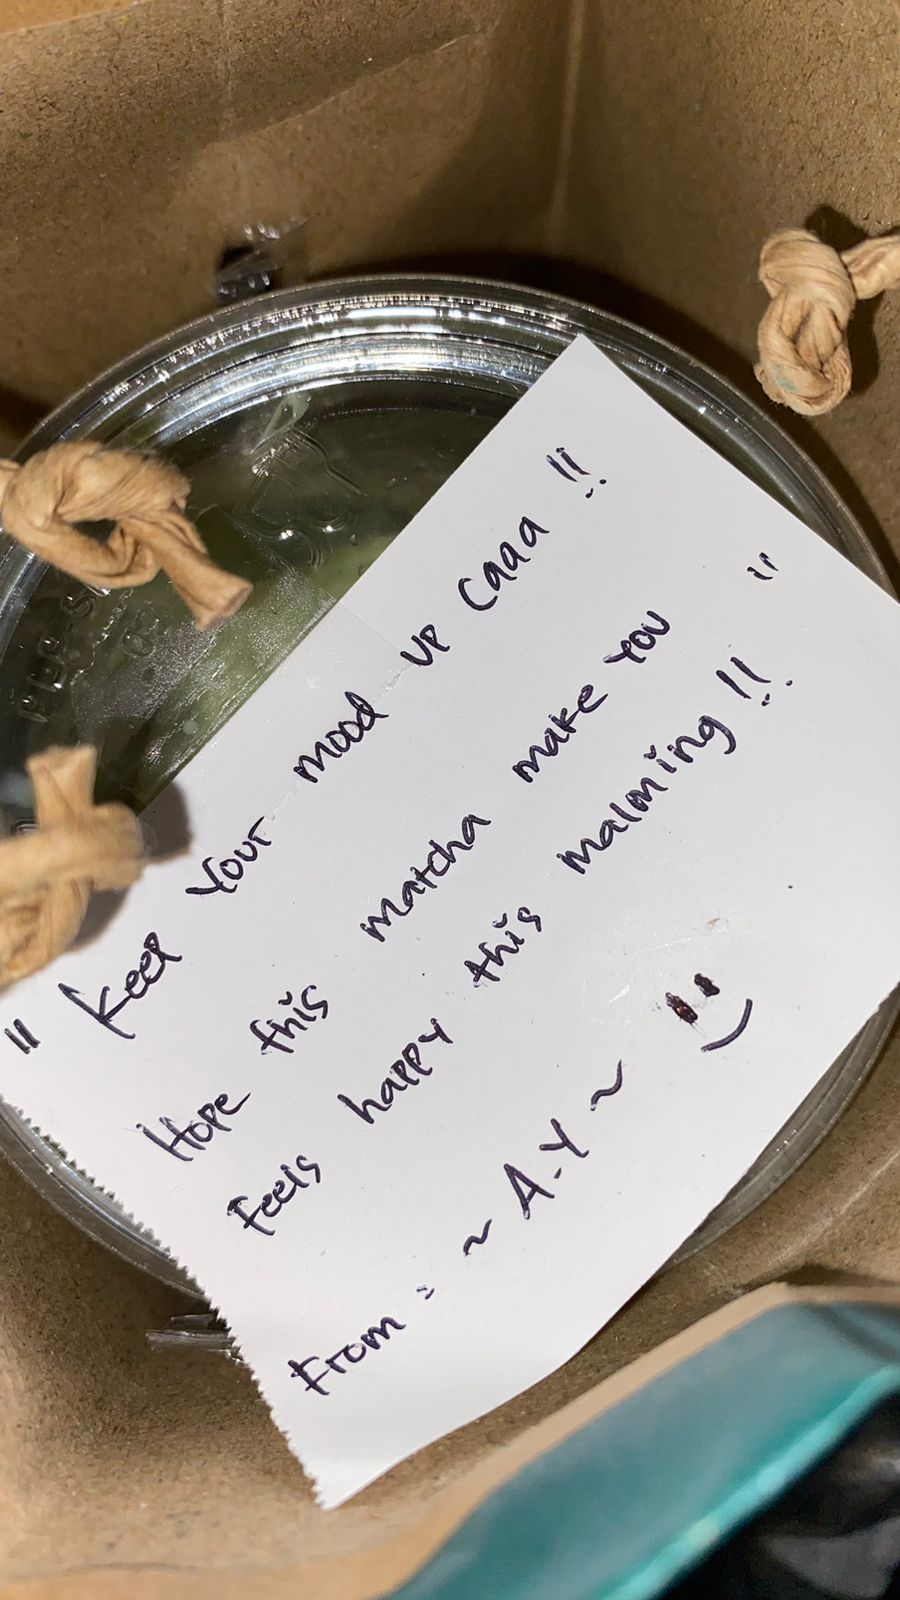 " Keep Your mood up Caaa !!
Hope this matcha make you "
Feels happy this malming !!
From = ~ A-Y ~